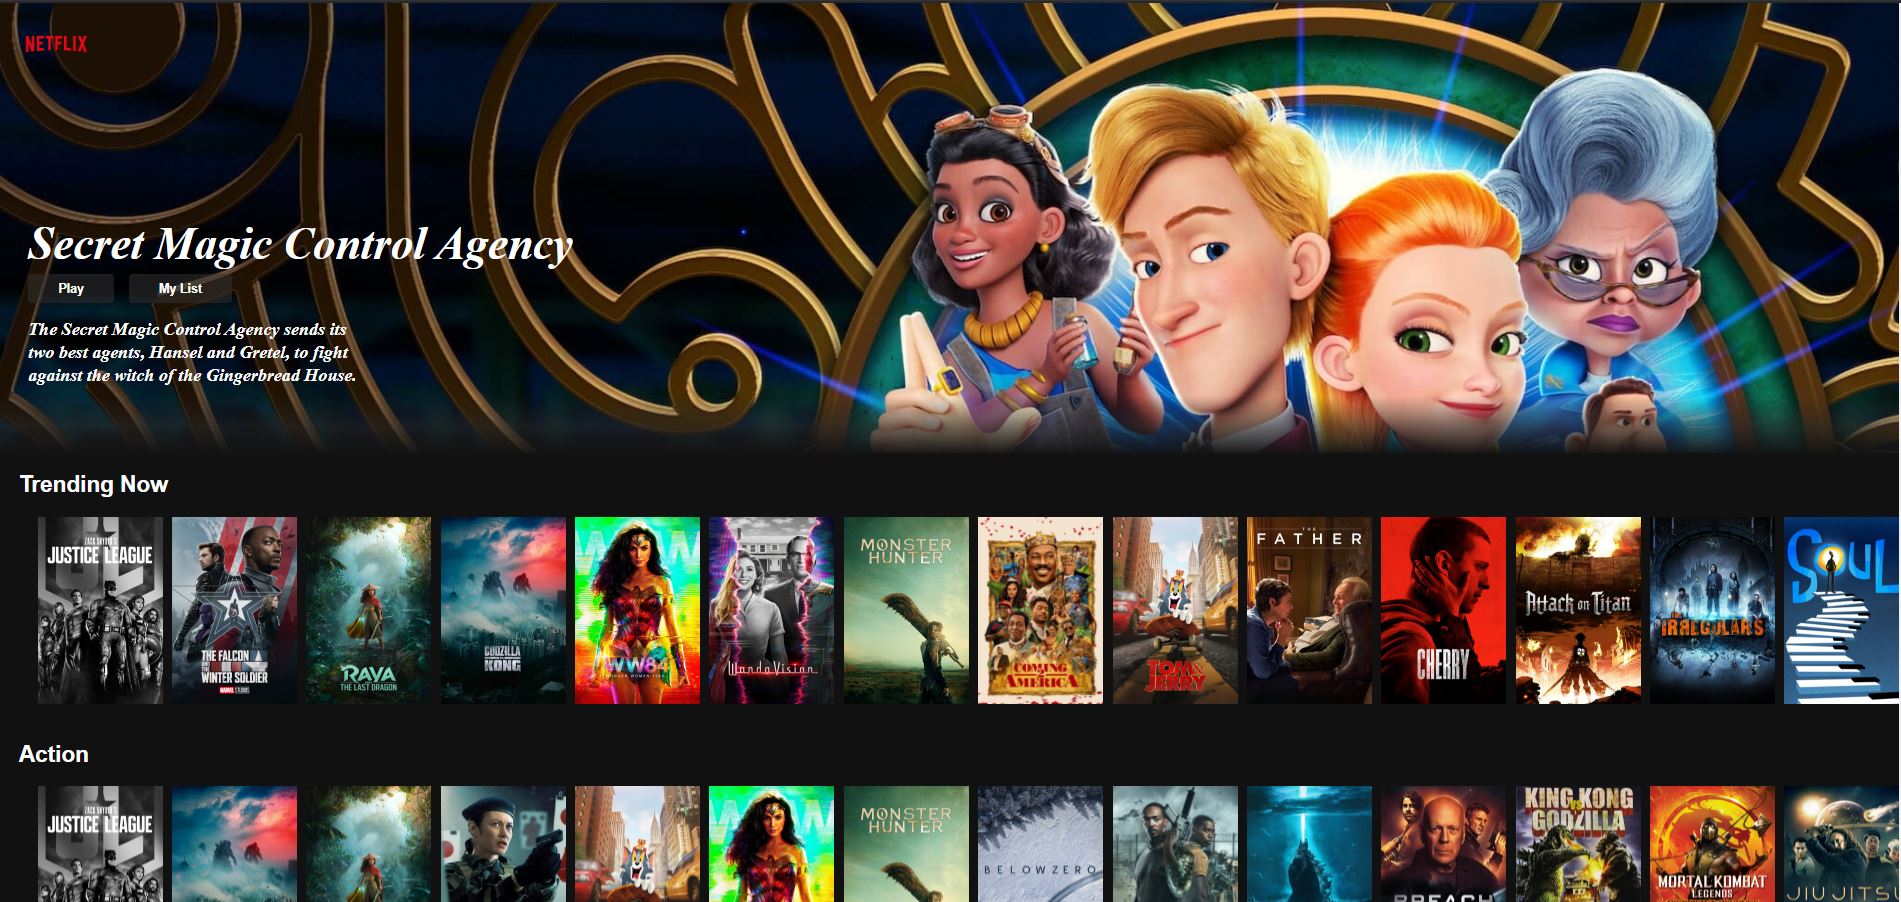 NETFLIX
Secret Magic Control Agency
Play
My List
The Secret Magic Control Agency sends its
two best agents, Hansel and Gretel, to fight
against the witch of the Gingerbread House.
Trending Now
ZACK SNYDER'S
JUSTICE LEAGUE
THE FALCON
AND THE
WINTER SOLDIER
MARVEL STUDIOS
RAYA
THE LAST DRAGON
GODZILLA
KONG
WW84
WONDER WOMAN 1984
WandaVision
MONSTER
HUNTER
COMING
AMERICA
TOM&
JERRY
THE
FATHER
CHERRY
Attack on Titan
THE
IRREGULARS
SOUL
Action
ZACK SNYDER'S
JUSTICE LEAGUE
MONSTER
HUNTER
BELOWZERO
BREACH
KING KONG
VS
GODZILLA
MORTAL KOMBAT
LEGENDS
JIU JITSU